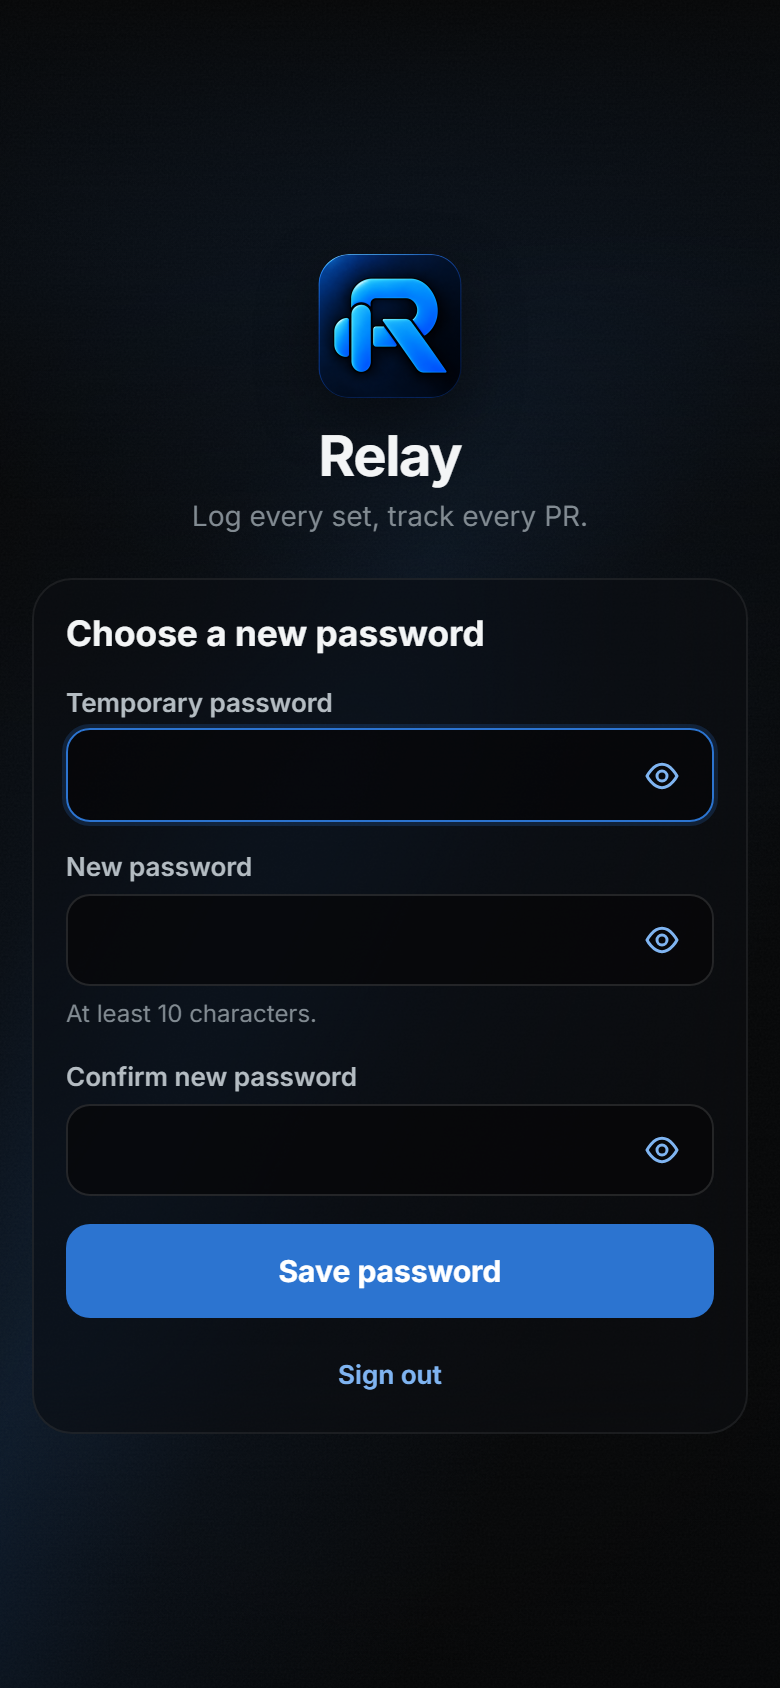 Relay
Log every set, track every PR.
Choose a new password
Temporary password
New password
At least 10 characters.
Confirm new password
Save password
Sign out